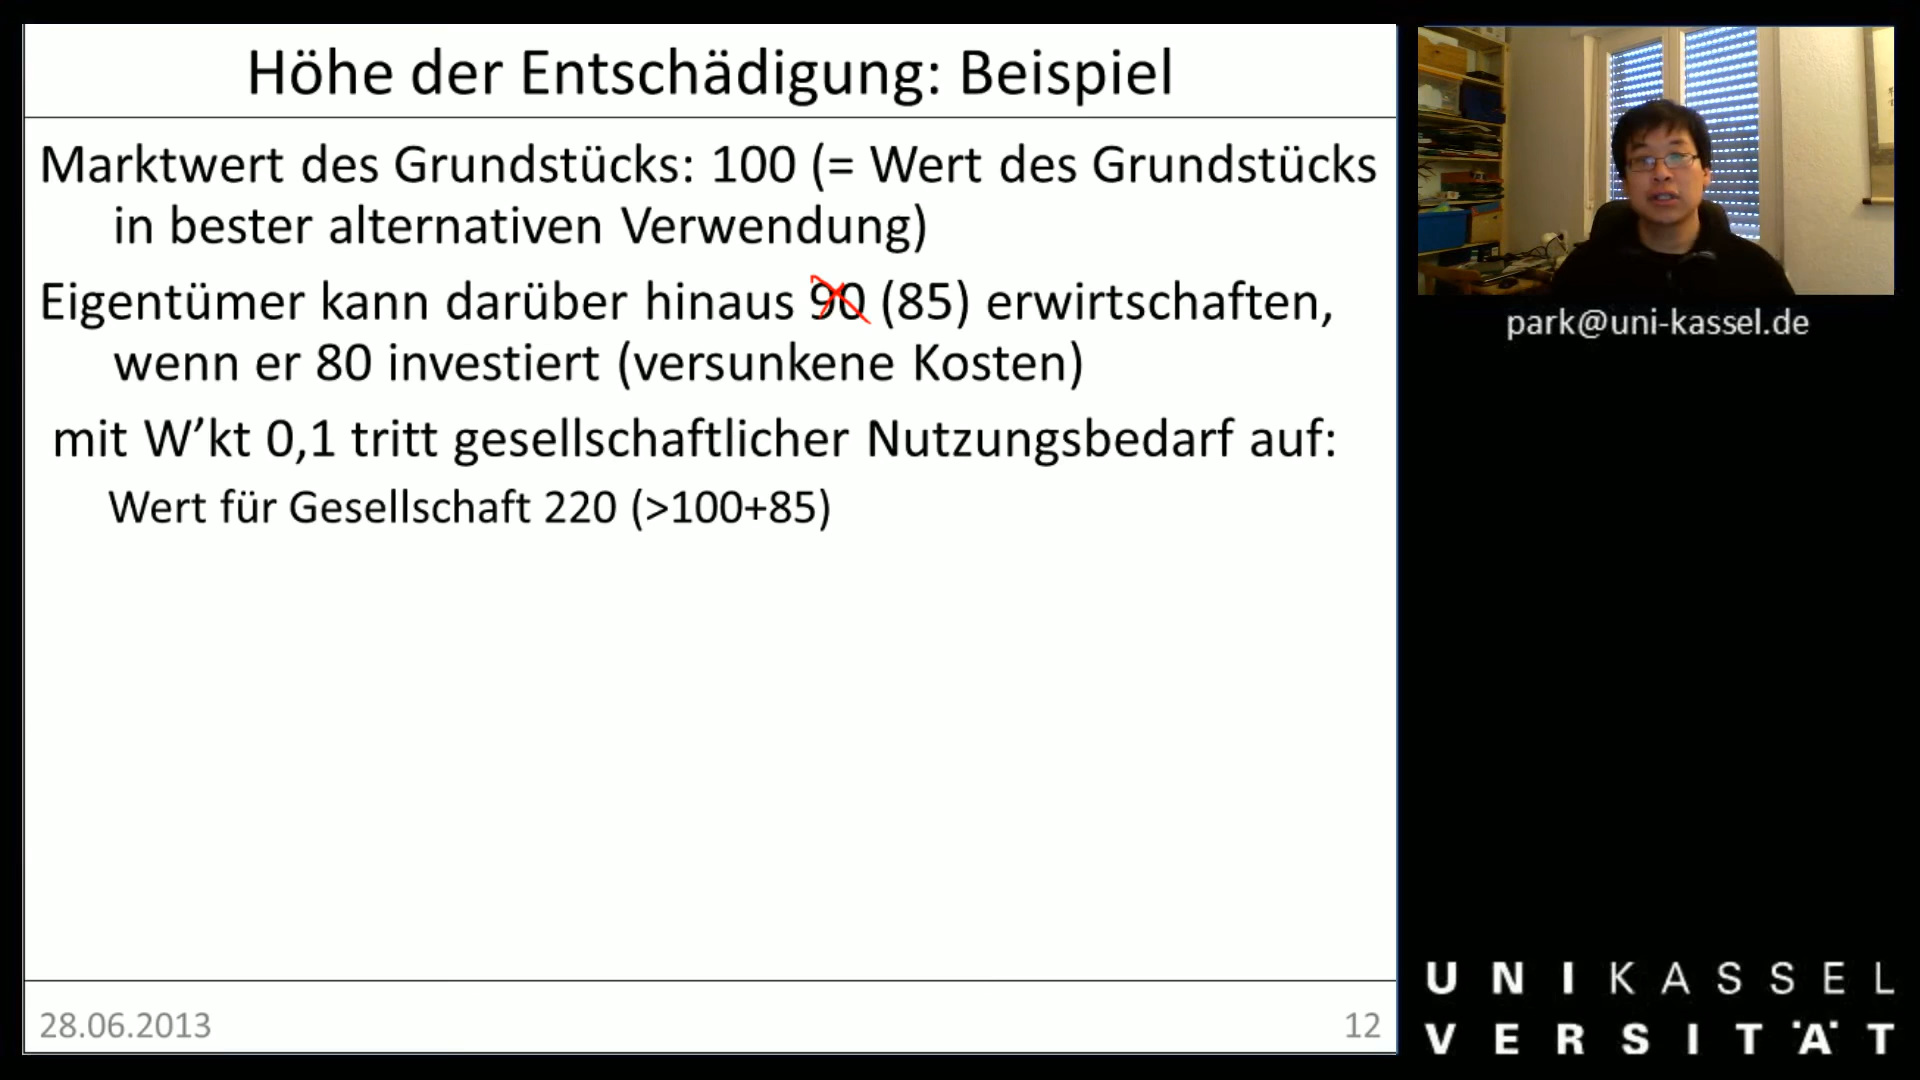 Höhe der Entschädigung: Beispiel
Marktwert des Grundstücks: 100 (= Wert des Grundstücks
in bester alternativen Verwendung)
Eigentümer kann darüber hinaus 90 (85) erwirtschaften,
wenn er 80 investiert (versunkene Kosten)
mit W’kt 0,1 tritt gesellschaftlicher Nutzungsbedarf auf:
Wert für Gesellschaft 220 (>100+85)
28.06.2013
12
park@uni-kassel.de
UNIKASSEL
VERSITÄT